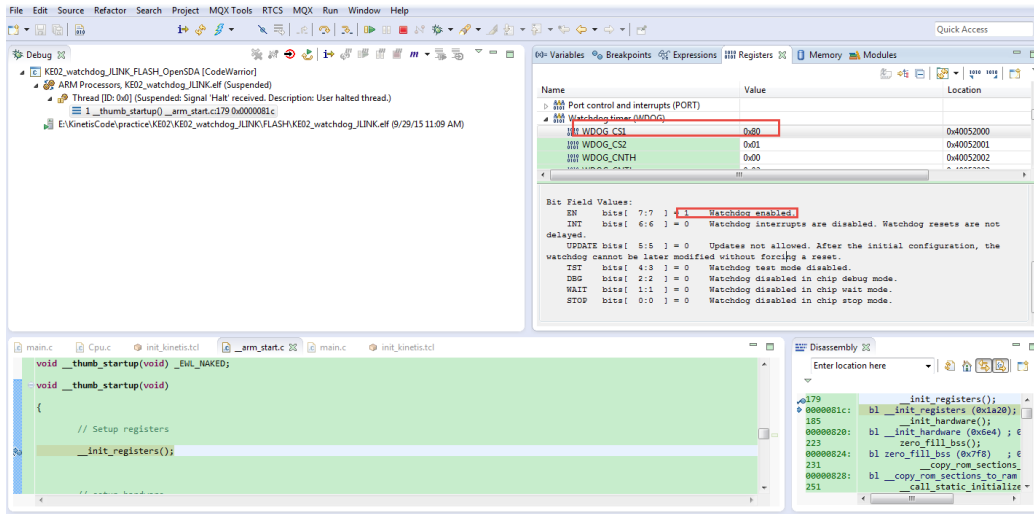 File Edit Source Refactor Search Project MQX Tools RTCS MQX Run Window Help
Quick Access
Debug
KE02_watchdog_JLINK_FLASH_OpenSDA [CodeWarrior]
ARM Processors, KE02_watchdog_JLINK.elf (Suspended)
Thread [ID: 0x0] (Suspended: Signal 'Halt' received. Description: User halted thread.)
1 __thumb_startup() __arm_start.c:179 0x0000081c
E:\KinetisCode\practice\KE02\KE02_watchdog_JLINK\FLASH\KE02_watchdog_JLINK.elf (9/29/15 11:09 AM)
(x)= Variables Breakpoints Expressions Registers Memory Modules
Name Value Location
Port control and interrupts (PORT)
Watchdog timer (WDOG)
WDOG_CS1 0x80 0x40052000
WDOG_CS2 0x01 0x40052001
WDOG_CNTH 0x00 0x40052002
Bit Field Values:
EN bits[ 7:7 ] = 1 Watchdog enabled.
INT bits[ 6:6 ] = 0 Watchdog interrupts are disabled. Watchdog resets are not
delayed.
UPDATE bits[ 5:5 ] = 0 Updates not allowed. After the initial configuration, the
watchdog cannot be later modified without forcing a reset.
TST bits[ 4:3 ] = 0 Watchdog test mode disabled.
DBG bits[ 2:2 ] = 0 Watchdog disabled in chip debug mode.
WAIT bits[ 1:1 ] = 0 Watchdog disabled in chip wait mode.
STOP bits[ 0:0 ] = 0 Watchdog disabled in chip stop mode.
main.c Cpu.c init_kinetis.tcl __arm_start.c main.c init_kinetis.tcl
void __thumb_startup(void) _EWL_NAKED;
void __thumb_startup(void)
{
// Setup registers
__init_registers();
Disassembly
Enter location here
179 __init_registers();
0000081c: bl __init_registers (0x1a20);
185 __init_hardware();
00000820: bl __init_hardware (0x6e4) ;
223 zero_fill_bss();
00000824: bl zero_fill_bss (0x7f8) ;
231 __copy_rom_sections_
00000828: bl __copy_rom_sections_to_ram
251 __call_static_initialize